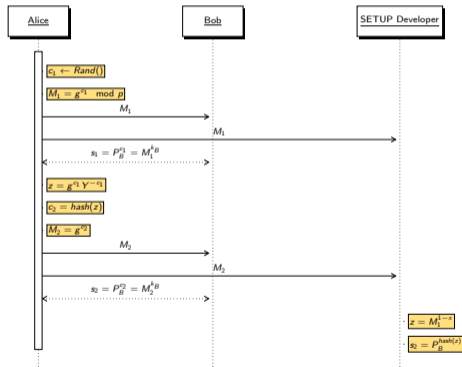 Alice Bob SETUP Developer
c₁ ← Rand()
M₁ = g^c₁ mod p
M₁
M₁
s₁ = P_B^c₁ = M₁^k_B
z = g^c₁ Y^−c₁
c₂ = hash(z)
M₂ = g^c₂
M₂
M₂
s₂ = P_B^c₂ = M₂^k_B
z = M₁^1−x
s₂ = P_B^hash(z)